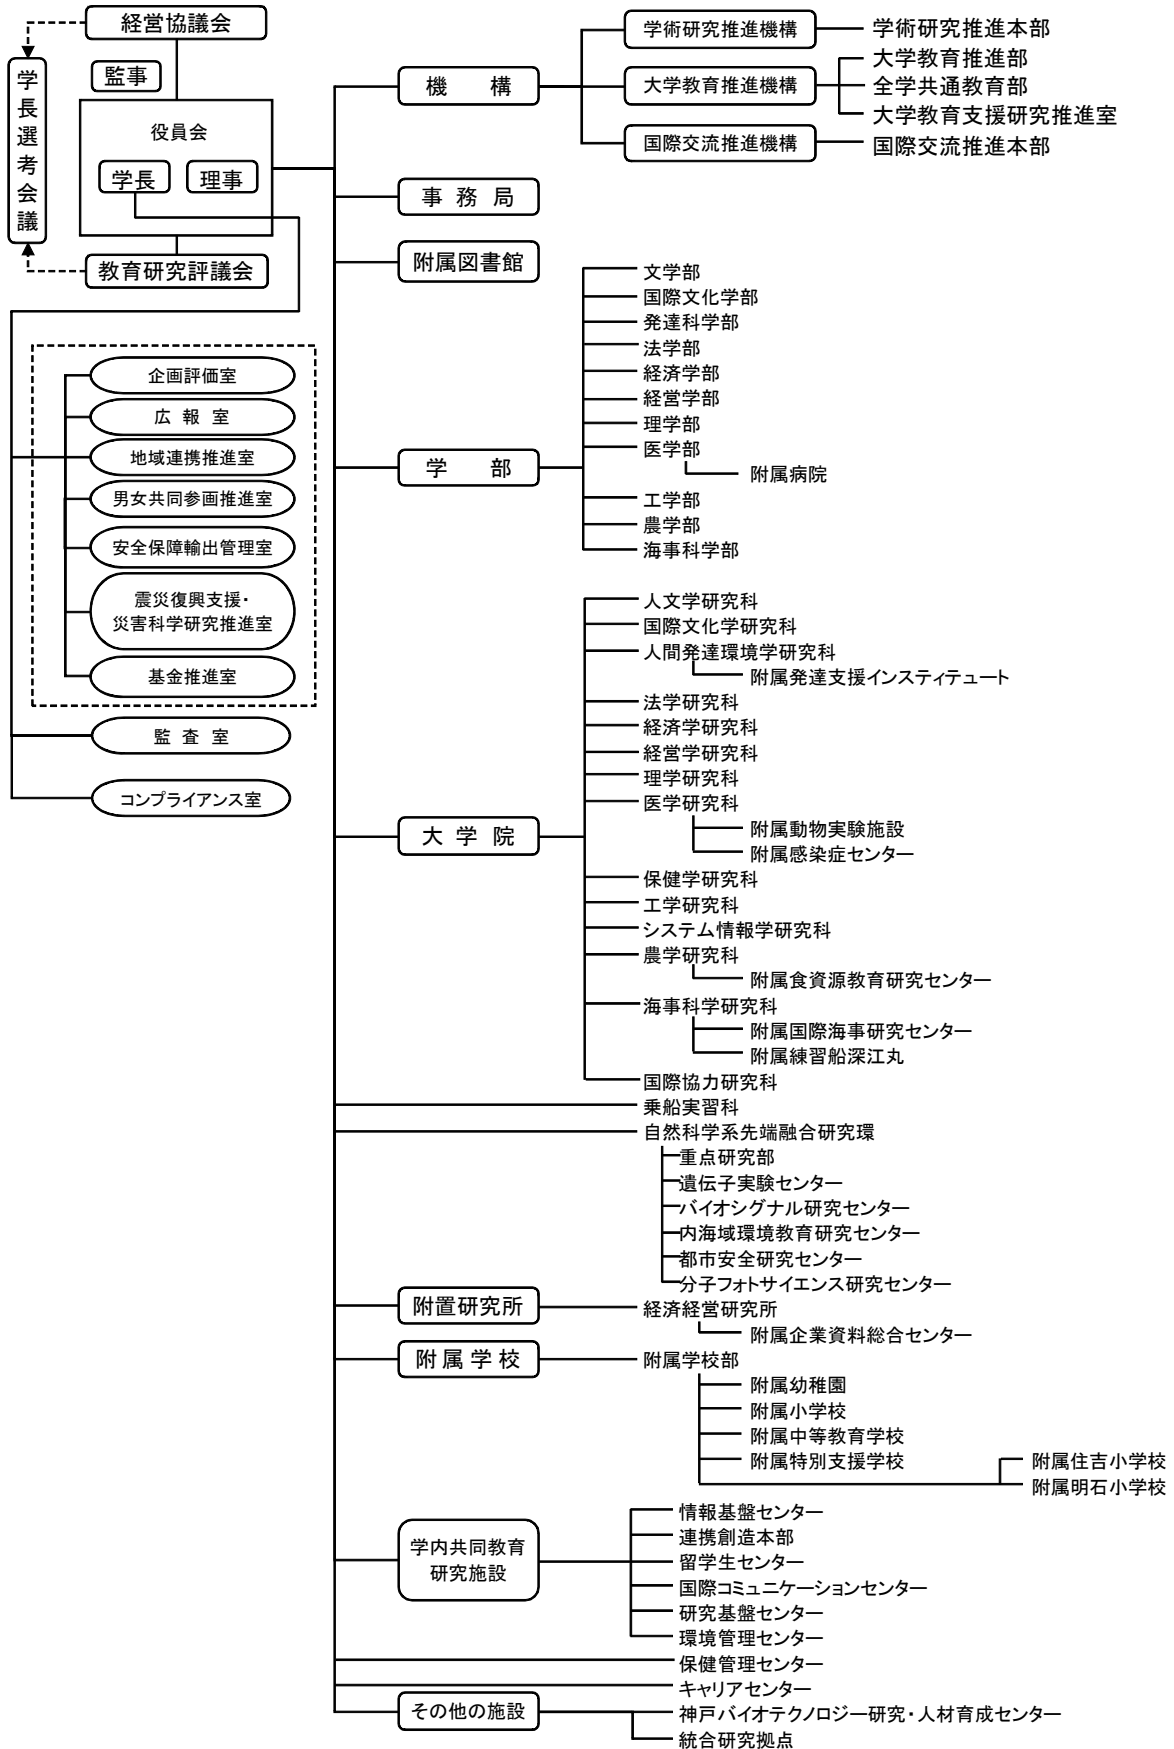 経営協議会
監事
学長選考会議
役員会
学長
理事
教育研究評議会
企画評価室
広報室
地域連携推進室
男女共同参画推進室
安全保障輸出管理室
震災復興支援・
災害科学研究推進室
基金推進室
監査室
コンプライアンス室
機構
学術研究推進機構
学術研究推進本部
大学教育推進機構
大学教育推進部
全学共通教育部
大学教育支援研究推進室
国際交流推進機構
国際交流推進本部
事務局
附属図書館
学部
文学部
国際文化学部
発達科学部
法学部
経済学部
経営学部
理学部
医学部
附属病院
工学部
農学部
海事科学部
大学院
人文学研究科
国際文化学研究科
人間発達環境学研究科
附属発達支援インスティテュート
法学研究科
経済学研究科
経営学研究科
理学研究科
医学研究科
附属動物実験施設
附属感染症センター
保健学研究科
工学研究科
システム情報学研究科
農学研究科
附属食資源教育研究センター
海事科学研究科
附属国際海事研究センター
附属練習船深江丸
国際協力研究科
乗船実習科
自然科学系先端融合研究環
重点研究部
遺伝子実験センター
バイオシグナル研究センター
内海域環境教育研究センター
都市安全研究センター
分子フォトサイエンス研究センター
附置研究所
経済経営研究所
附属企業資料総合センター
附属学校
附属学校部
附属幼稚園
附属小学校
附属中等教育学校
附属特別支援学校
附属住吉小学校
附属明石小学校
学内共同教育
研究施設
情報基盤センター
連携創造本部
留学生センター
国際コミュニケーションセンター
研究基盤センター
環境管理センター
保健管理センター
キャリアセンター
その他の施設
神戸バイオテクノロジー研究・人材育成センター
統合研究拠点